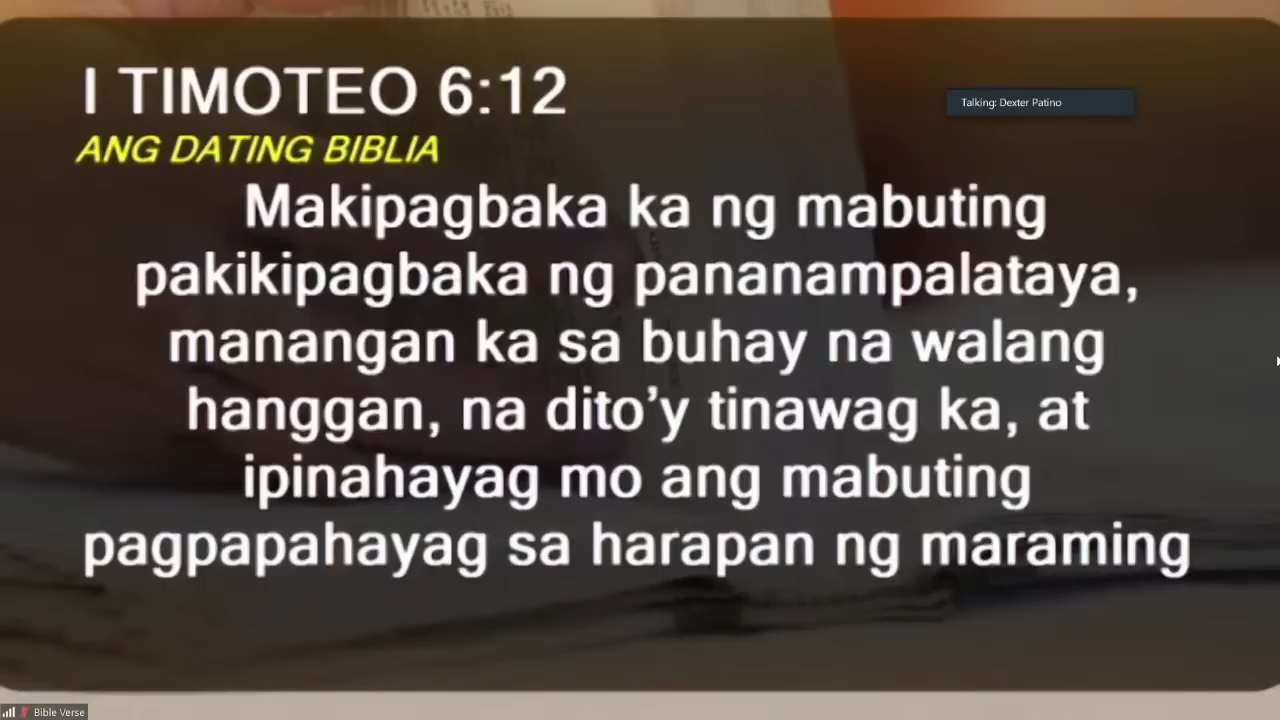 I TIMOTEO 6:12
Talking: Dexter Patino
ANG DATING BIBLIA
Makipagbaka ka ng mabuting
pakikipagbaka ng pananampalataya,
manangan ka sa buhay na walang
hanggan, na dito’y tinawag ka, at
ipinahayag mo ang mabuting
pagpapahayag sa harapan ng maraming
Bible Verse